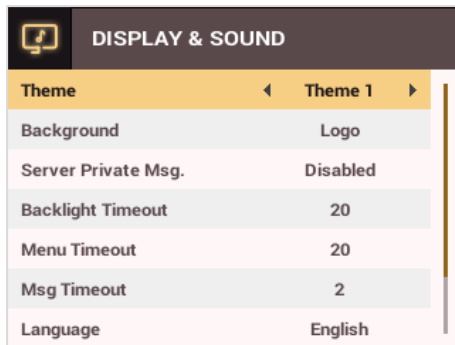 DISPLAY & SOUND
Theme Theme 1
Background Logo
Server Private Msg. Disabled
Backlight Timeout 20
Menu Timeout 20
Msg Timeout 2
Language English